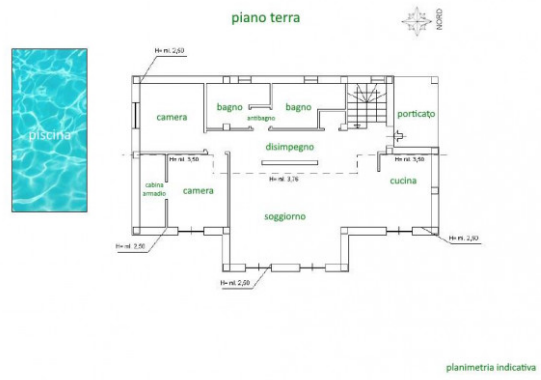 piano terra
NORD
H= ml. 2,50
piscina
camera
bagno
antibagno
bagno
porticato
disimpegno
H= ml. 3,50
H= ml. 3,76
H= ml. 3,50
cabina
armadio
camera
cucina
soggiorno
H= ml. 2,50
H= ml. 2,50
H= ml. 2,50
planimetria indicativa